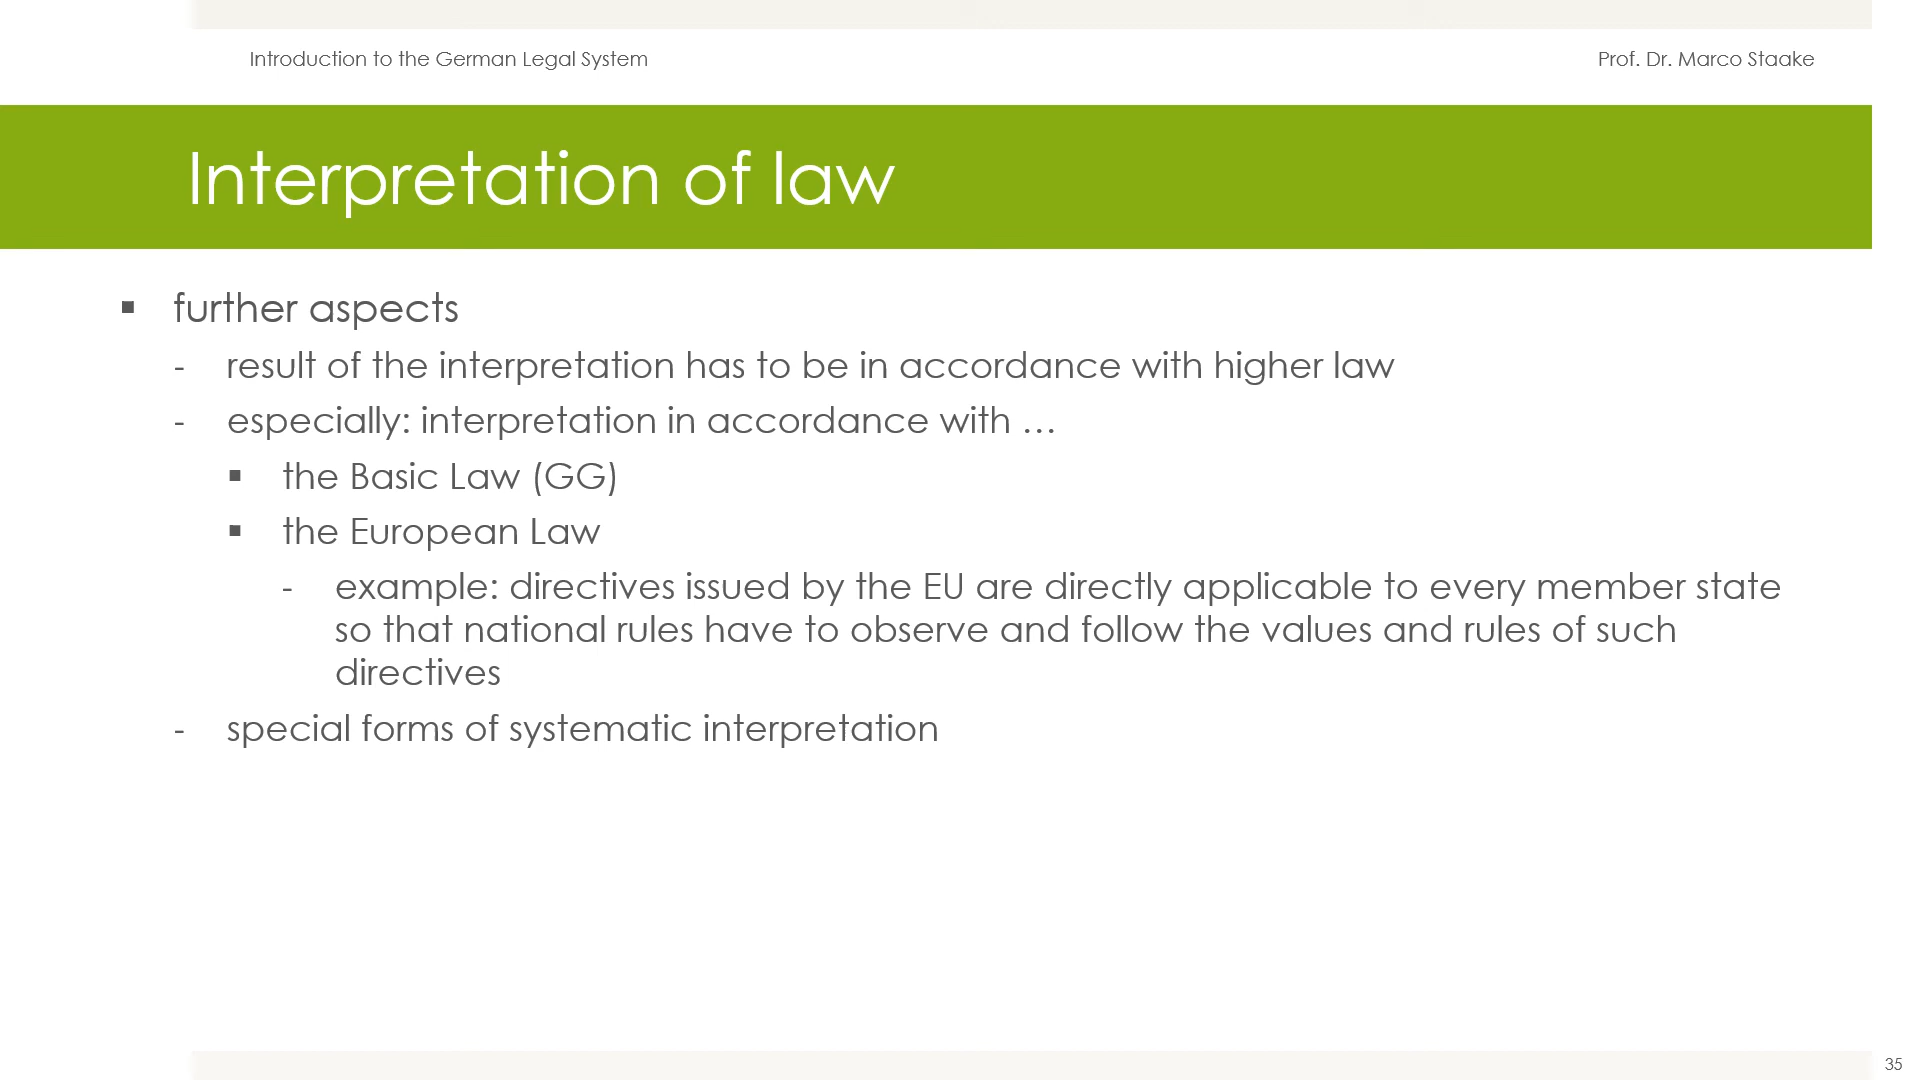 Introduction to the German Legal System
Prof. Dr. Marco Staake
Interpretation of law
▪ further aspects
- result of the interpretation has to be in accordance with higher law
- especially: interpretation in accordance with …
▪ the Basic Law (GG)
▪ the European Law
- example: directives issued by the EU are directly applicable to every member state
so that national rules have to observe and follow the values and rules of such
directives
- special forms of systematic interpretation
35